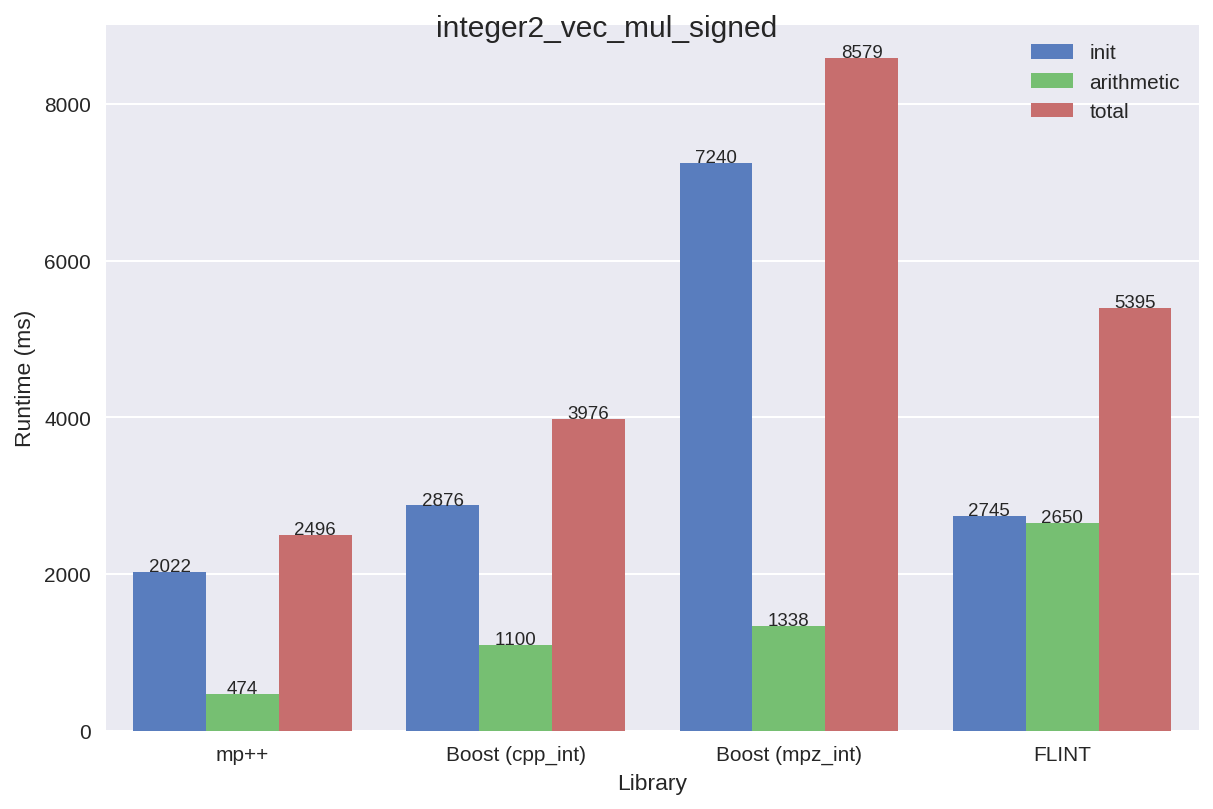 integer2_vec_mul_signed
init
arithmetic
total
Runtime (ms)
8000
6000
4000
2000
0
2022
474
2496
2876
1100
3976
7240
1338
8579
2745
2650
5395
mp++
Boost (cpp_int)
Boost (mpz_int)
FLINT
Library